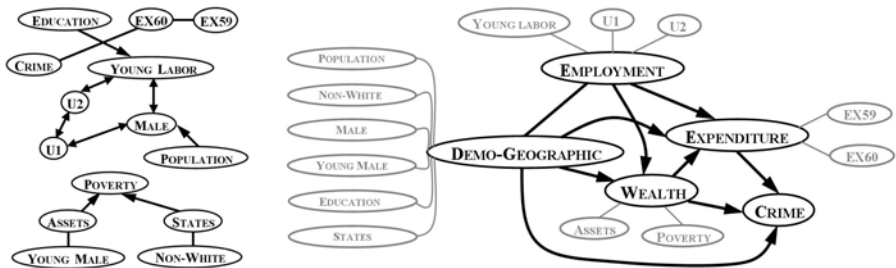 EDUCATION
EX60
EX59
CRIME
YOUNG LABOR
U2
MALE
U1
POPULATION
POVERTY
ASSETS
STATES
YOUNG MALE
NON-WHITE
YOUNG LABOR
U1
U2
POPULATION
EMPLOYMENT
NON-WHITE
EX59
MALE
EXPENDITURE
DEMO-GEOGRAPHIC
EX60
YOUNG MALE
WEALTH
EDUCATION
CRIME
ASSETS
POVERTY
STATES